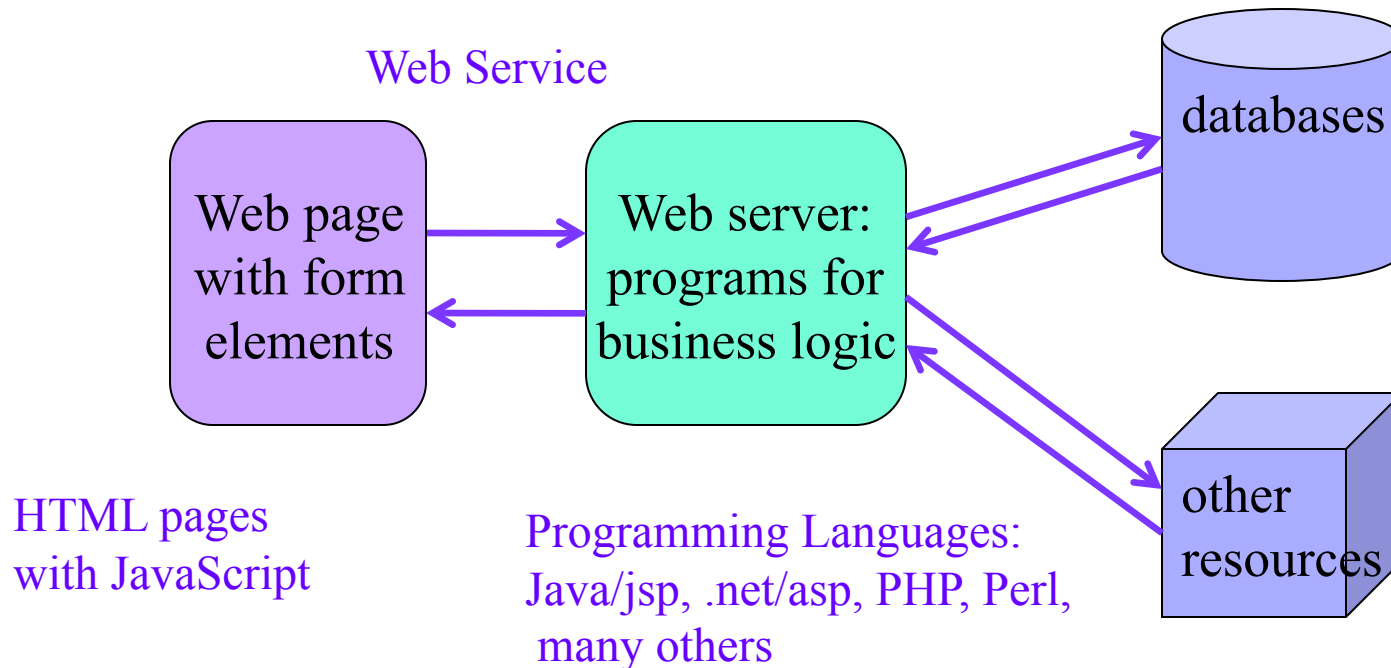 Web Service
databases
Web page
with form
elements
Web server:
programs for
business logic
other
resources
HTML pages
with JavaScript
Programming Languages:
Java/jsp, .net/asp, PHP, Perl,
many others